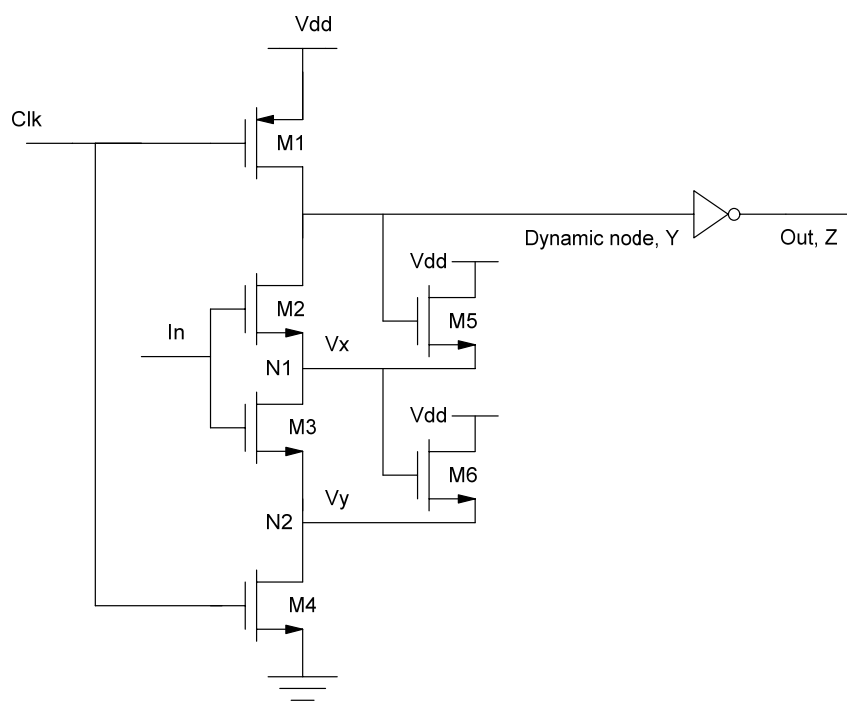 Vdd
Clk
M1
Dynamic node, Y
Out, Z
Vdd
M2
M5
In
Vx
N1
M3
Vdd
M6
Vy
N2
M4